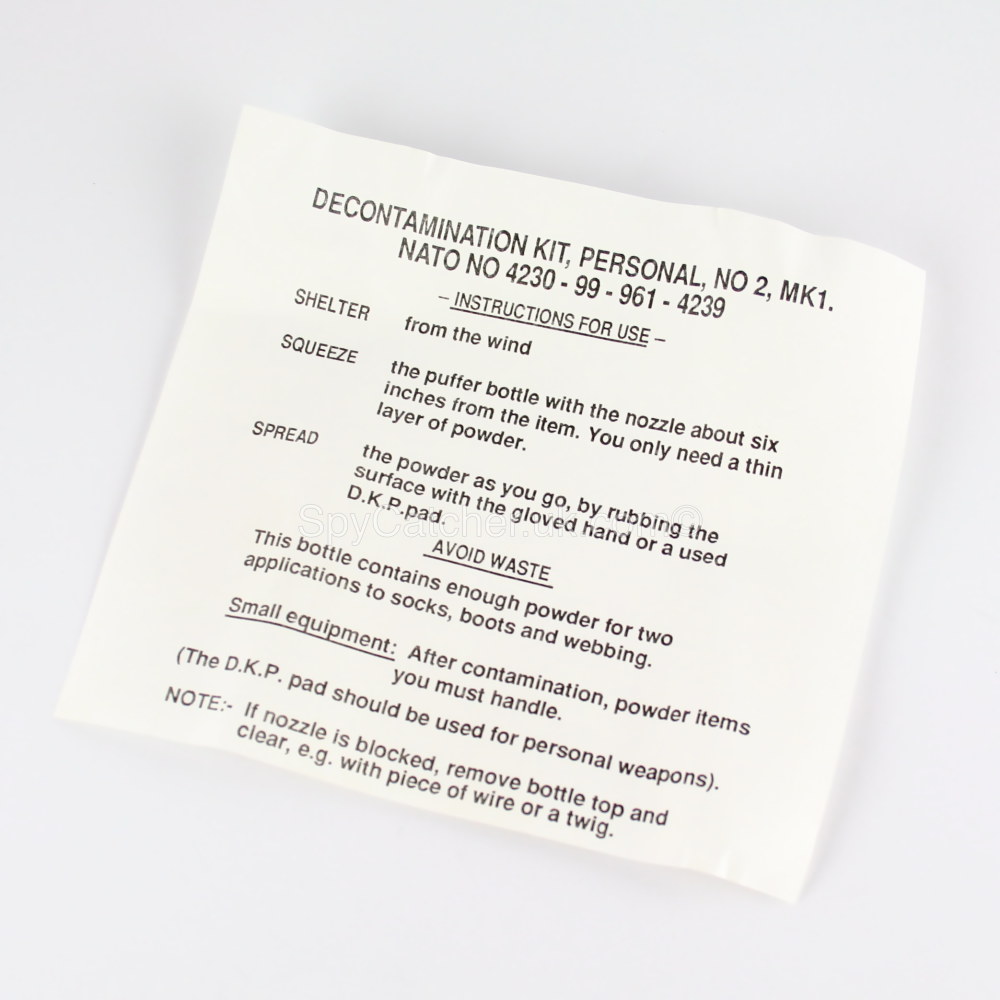 DECONTAMINATION KIT, PERSONAL, NO 2, MK1.
NATO NO 4230 - 99 - 961 - 4239
– INSTRUCTIONS FOR USE –
SHELTER from the wind
SQUEEZE the puffer bottle with the nozzle about six
inches from the item. You only need a thin
layer of powder.
SPREAD the powder as you go, by rubbing the
surface with the gloved hand or a used
D.K.P.pad.
SpyCatcher.uk.com®
AVOID WASTE
This bottle contains enough powder for two
applications to socks, boots and webbing.
Small equipment: After contamination, powder items
you must handle.
(The D.K.P. pad should be used for personal weapons).
NOTE:- If nozzle is blocked, remove bottle top and
clear, e.g. with piece of wire or a twig.